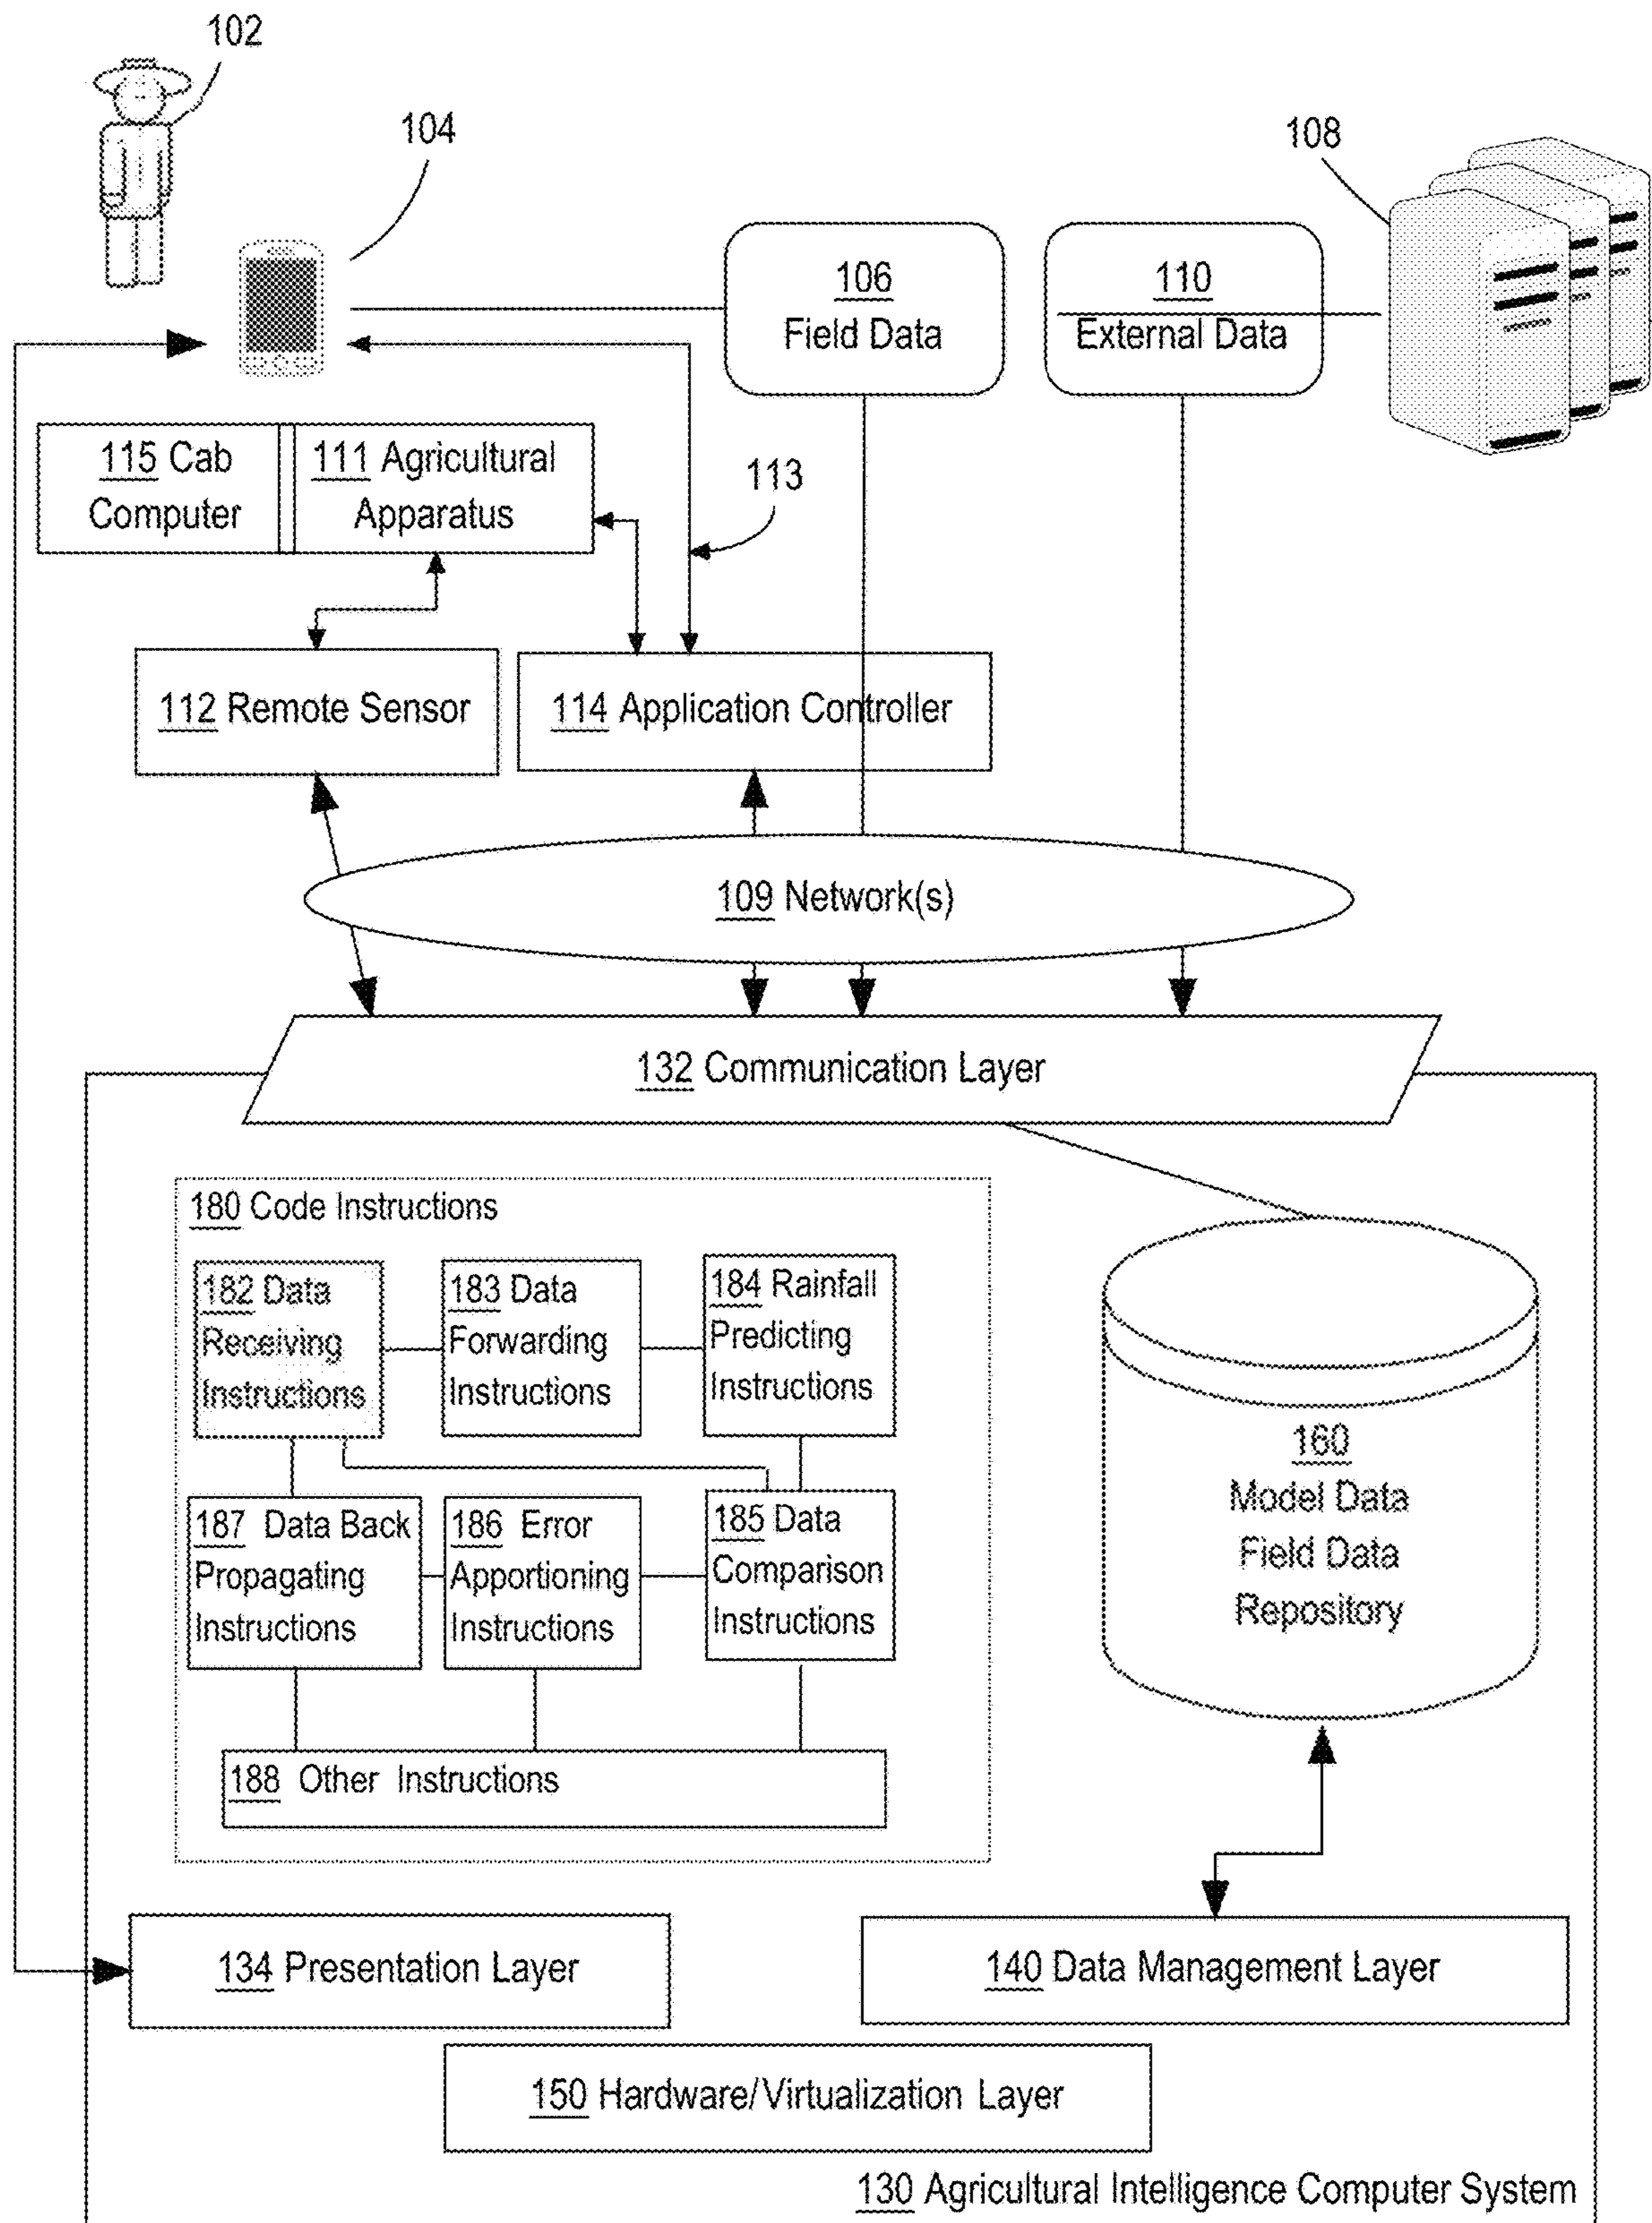 102
104
108
106
Field Data
110
External Data
115 Cab
Computer
111 Agricultural
Apparatus
113
112 Remote Sensor
114 Application Controller
109 Network(s)
132 Communication Layer
180 Code Instructions
182 Data
Receiving
Instructions
183 Data
Forwarding
Instructions
184 Rainfall
Predicting
Instructions
187 Data Back
Propagating
Instructions
186 Error
Apportioning
Instructions
185 Data
Comparison
Instructions
188 Other Instructions
160
Model Data
Field Data
Repository
134 Presentation Layer
140 Data Management Layer
150 Hardware/Virtualization Layer
130 Agricultural Intelligence Computer System